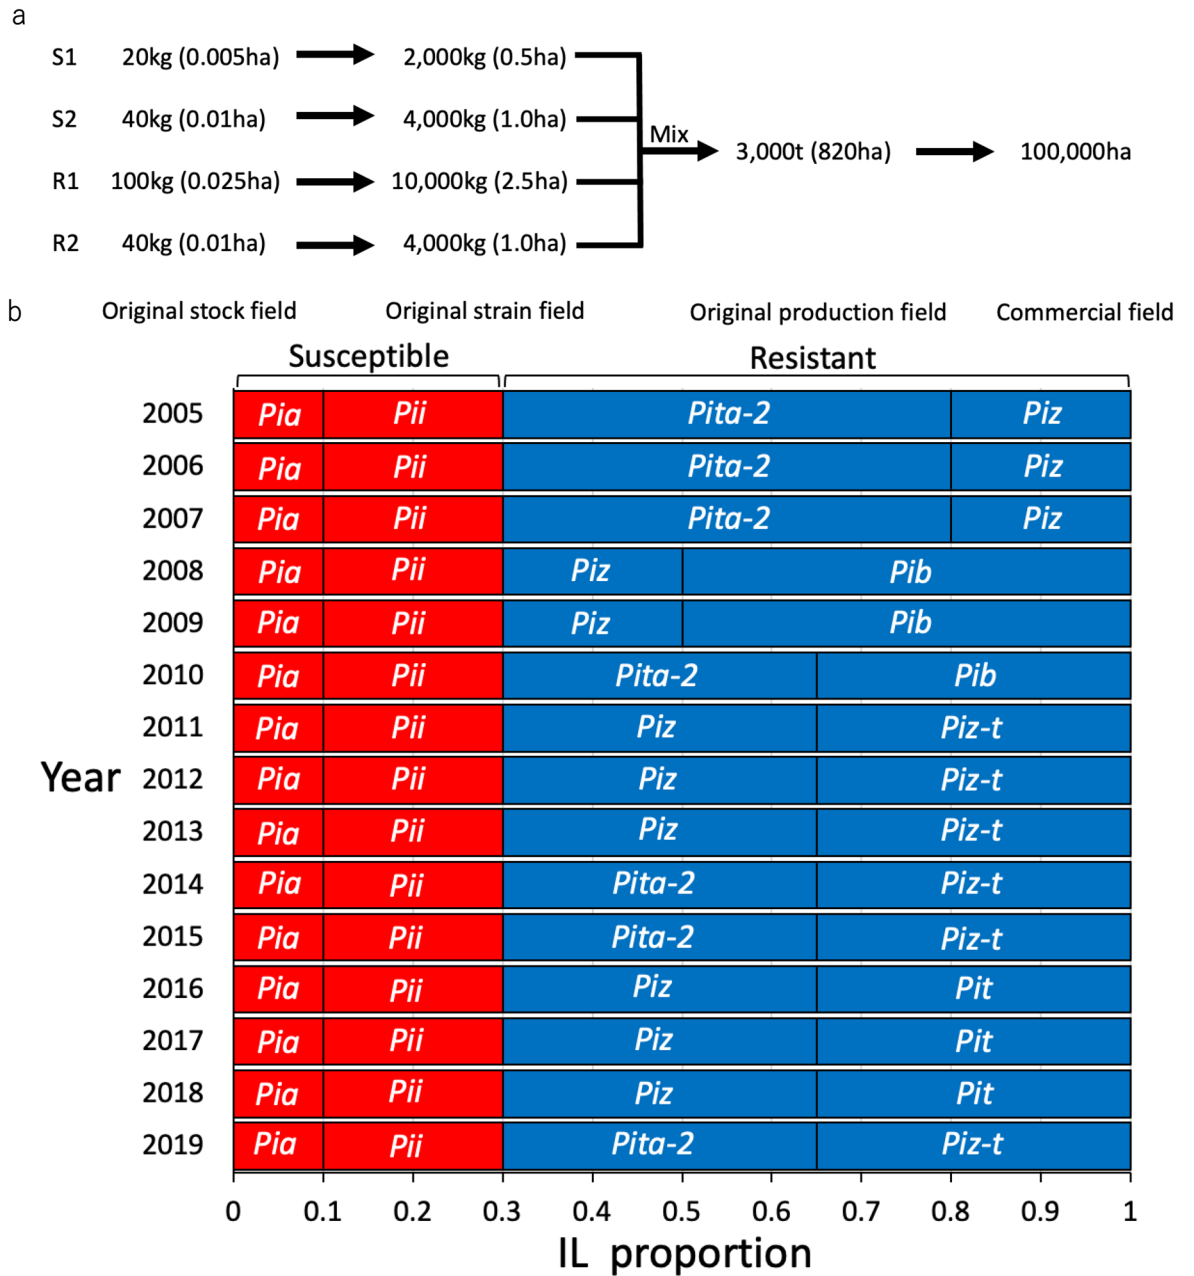 a
S1 20kg (0.005ha) 2,000kg (0.5ha)
S2 40kg (0.01ha) 4,000kg (1.0ha)
Mix
3,000t (820ha) 100,000ha
R1 100kg (0.025ha) 10,000kg (2.5ha)
R2 40kg (0.01ha) 4,000kg (1.0ha)
b
Original stock field Original strain field Original production field Commercial field
Susceptible Resistant
2005 Pia Pii Pita-2 Piz
2006 Pia Pii Pita-2 Piz
2007 Pia Pii Pita-2 Piz
2008 Pia Pii Piz Pib
2009 Pia Pii Piz Pib
2010 Pia Pii Pita-2 Pib
2011 Pia Pii Piz Piz-t
Year
2012 Pia Pii Piz Piz-t
2013 Pia Pii Piz Piz-t
2014 Pia Pii Pita-2 Piz-t
2015 Pia Pii Pita-2 Piz-t
2016 Pia Pii Piz Pit
2017 Pia Pii Piz Pit
2018 Pia Pii Piz Pit
2019 Pia Pii Pita-2 Piz-t
0 0.1 0.2 0.3 0.4 0.5 0.6 0.7 0.8 0.9 1
IL proportion